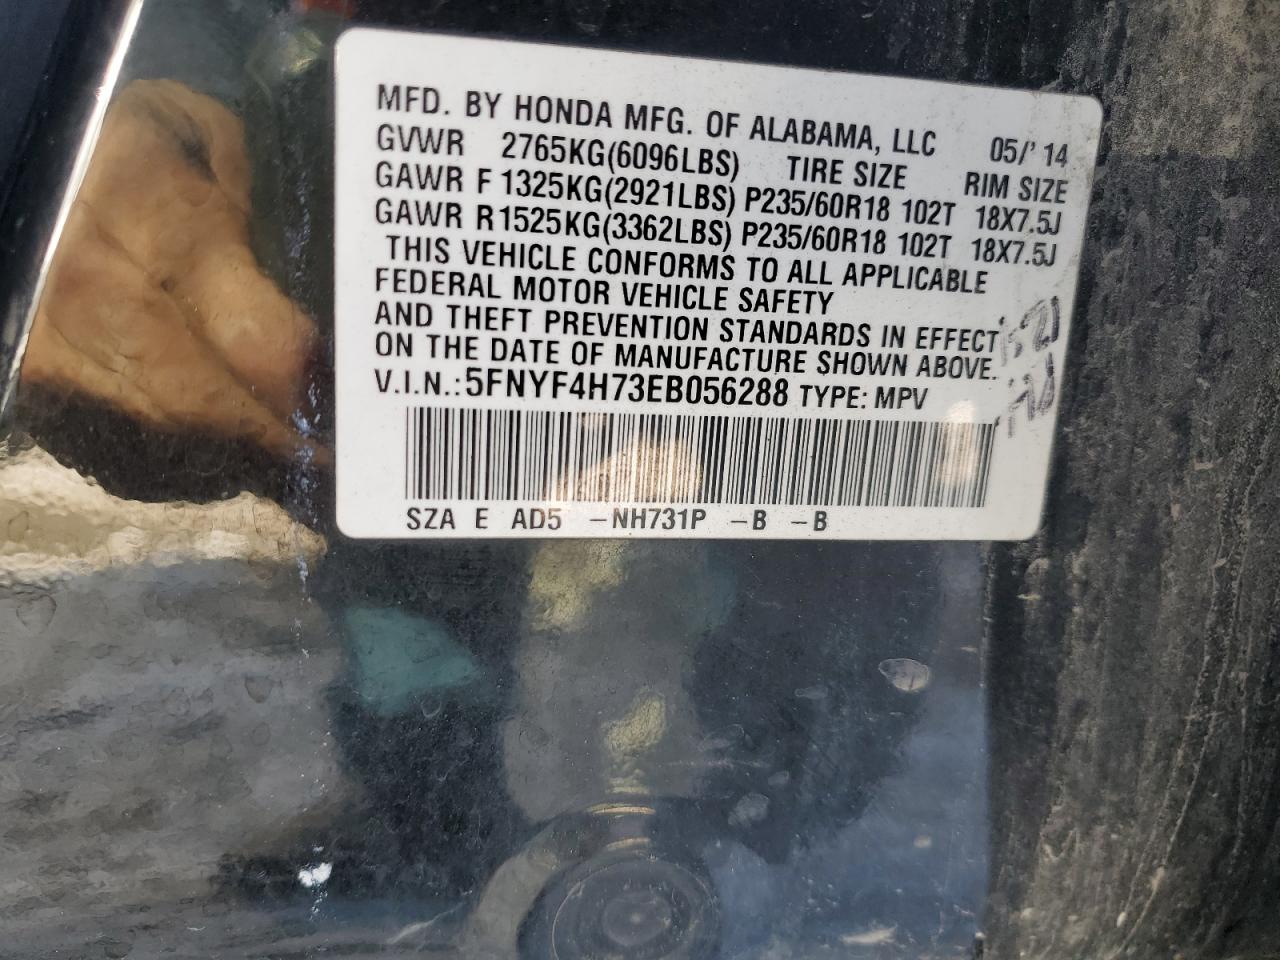 MFD. BY HONDA MFG. OF ALABAMA, LLC 05/'14
GVWR 2765KG(6096LBS) TIRE SIZE RIM SIZE
GAWR F 1325KG(2921LBS) P235/60R18 102T 18X7.5J
GAWR R1525KG(3362LBS) P235/60R18 102T 18X7.5J
THIS VEHICLE CONFORMS TO ALL APPLICABLE
FEDERAL MOTOR VEHICLE SAFETY
AND THEFT PREVENTION STANDARDS IN EFFECT
ON THE DATE OF MANUFACTURE SHOWN ABOVE.
V.I.N.:5FNYF4H73EB056288 TYPE: MPV
SZA E AD5 -NH731P -B -B